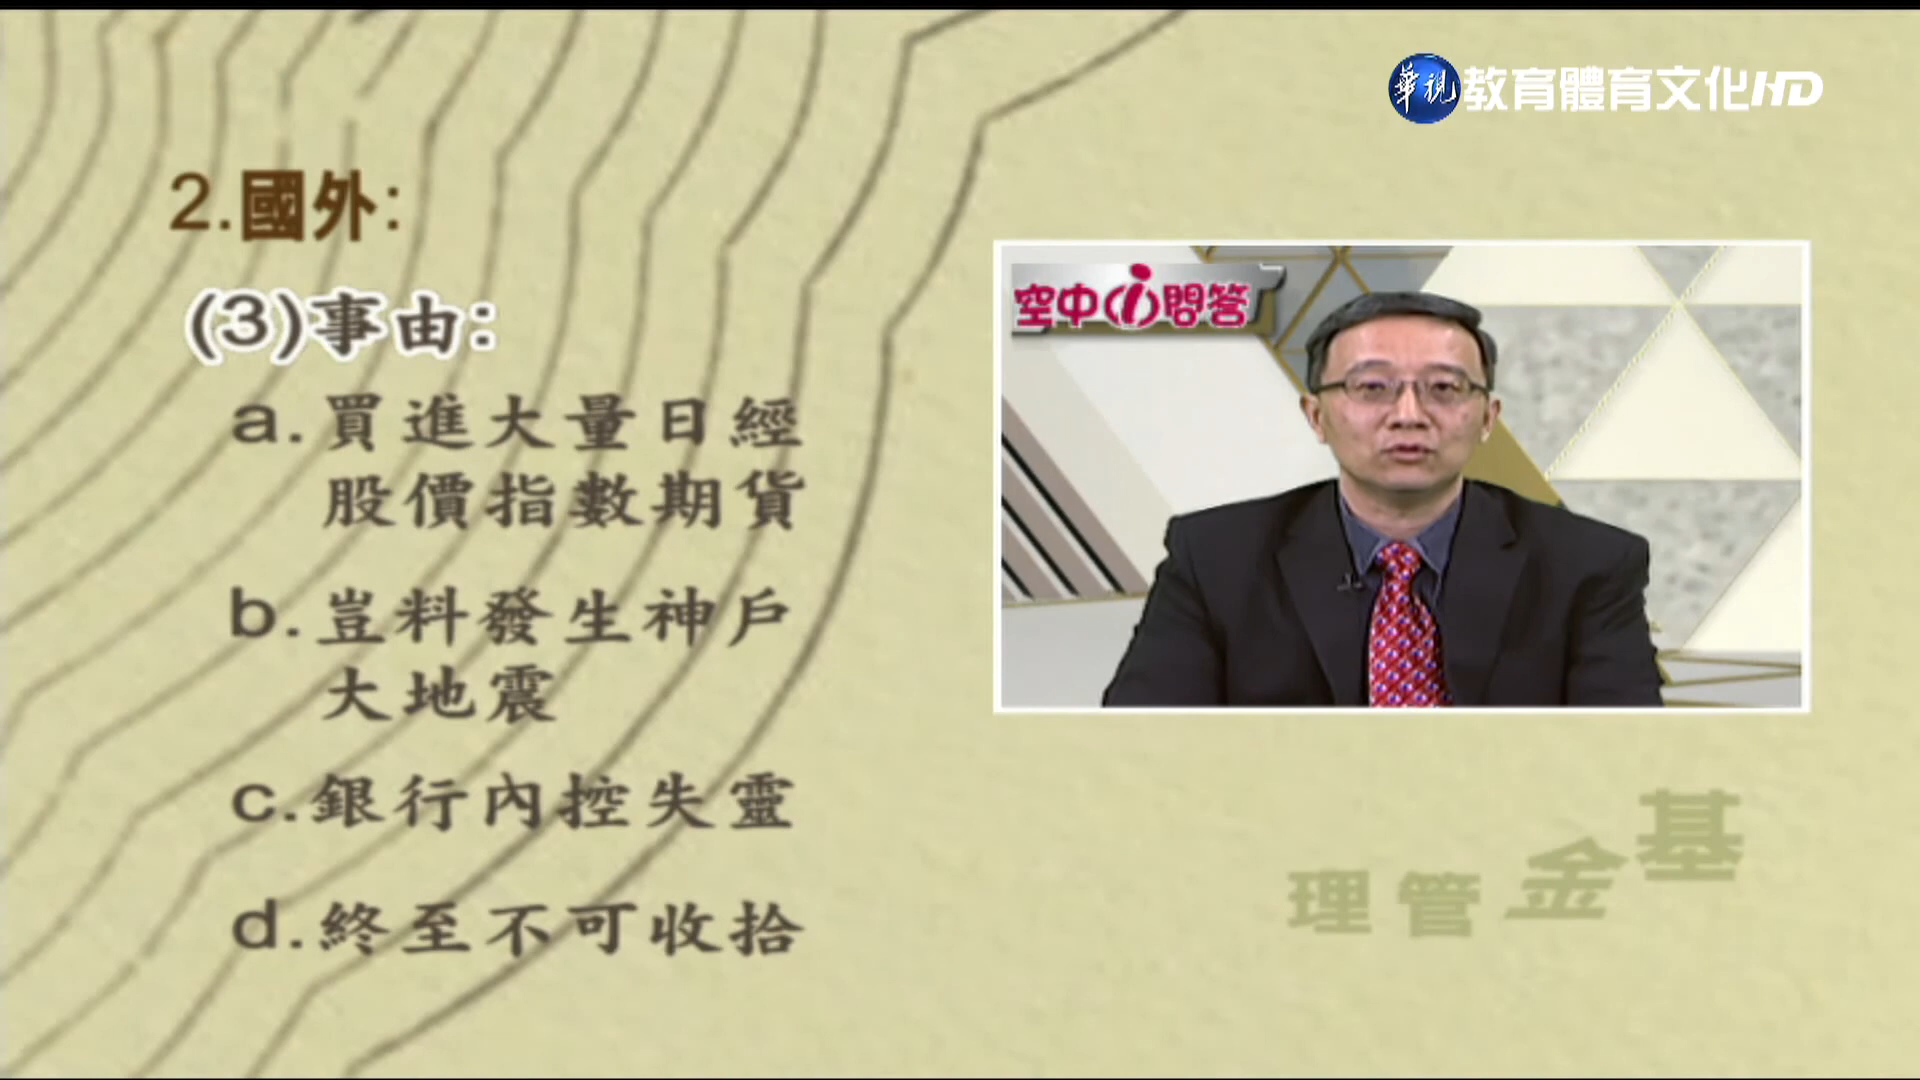 華視 教育體育文化HD
2.國外:
(3)事由:
a.買進大量日經
股價指數期貨
b.豈料發生神戶
大地震
c.銀行內控失靈
d.終至不可收拾
空中i問答
理管金基